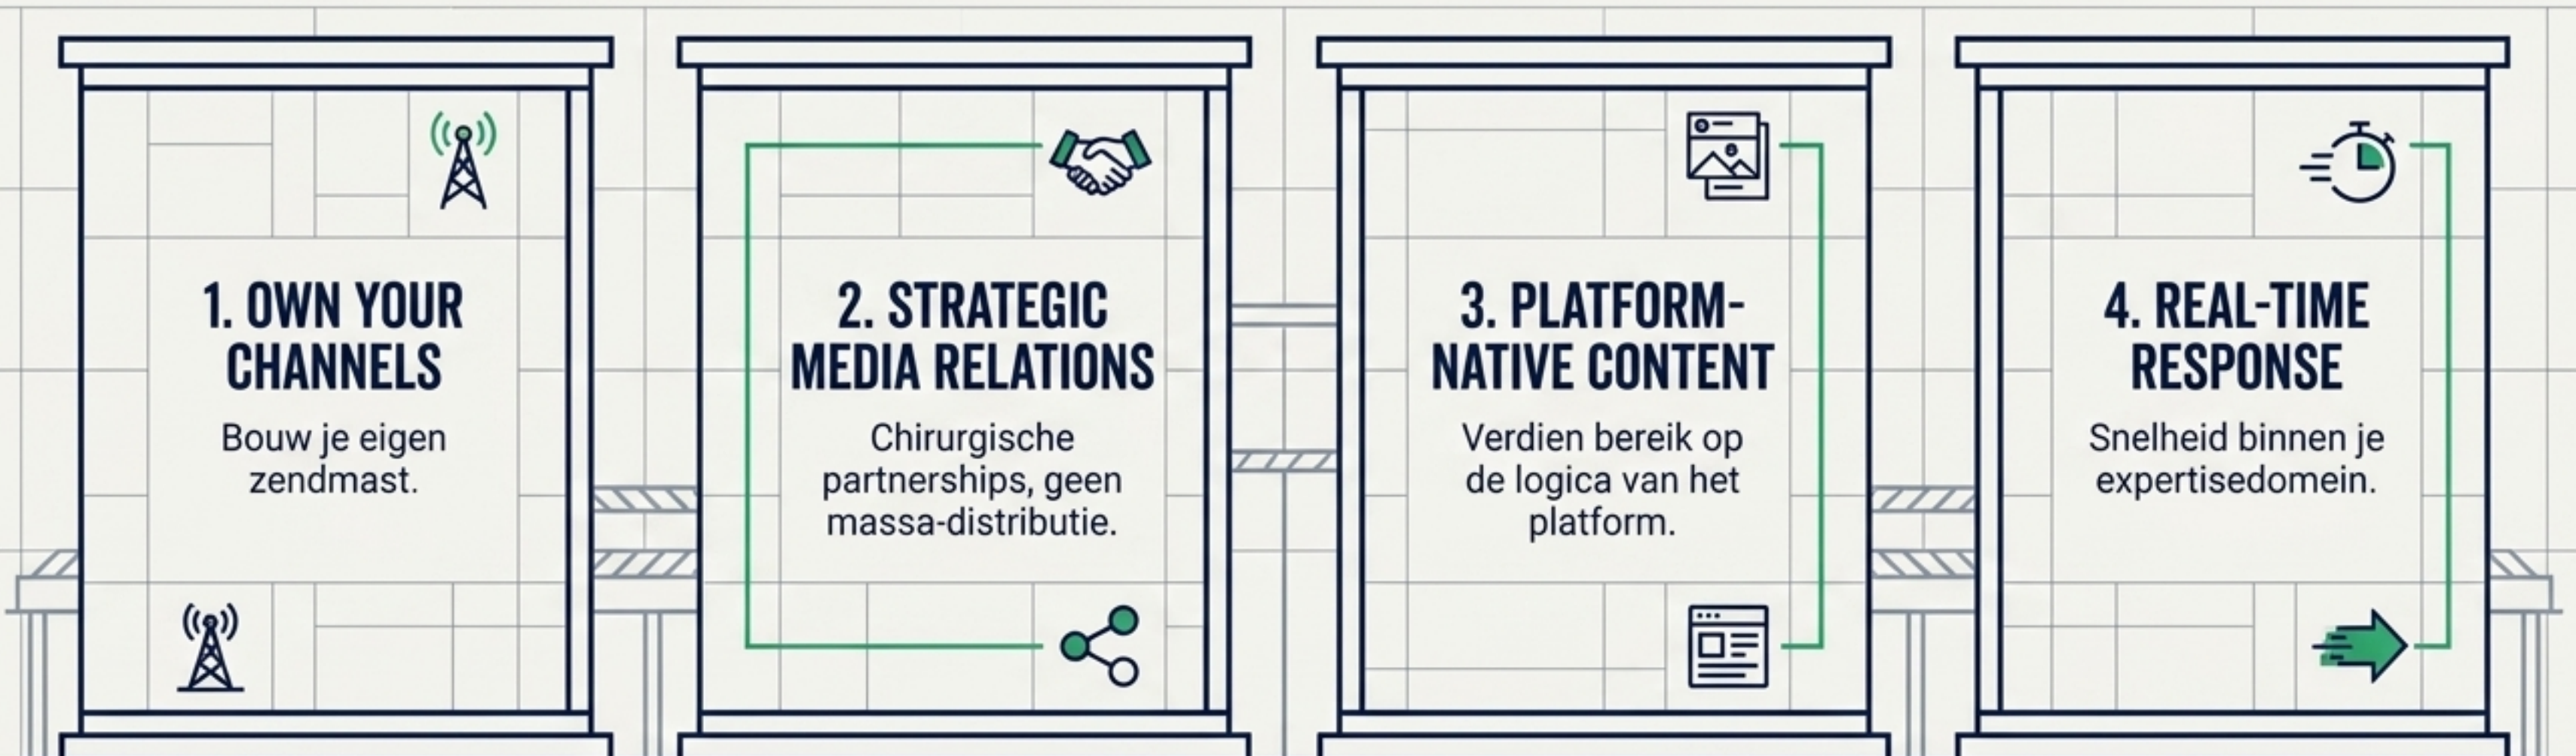 1. OWN YOUR
CHANNELS
Bouw je eigen
zendmast.
2. STRATEGIC
MEDIA RELATIONS
Chirurgische
partnerships, geen
massa-distributie.
3. PLATFORM-
NATIVE CONTENT
Verdien bereik op
de logica van het
platform.
4. REAL-TIME
RESPONSE
Snelheid binnen je
expertisedomein.